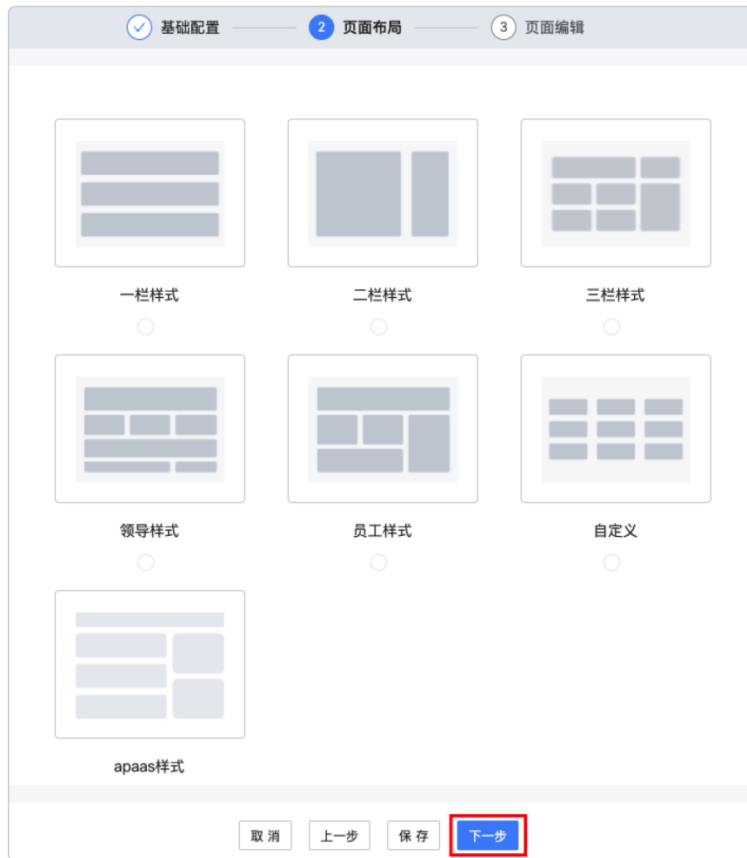 基础配置 2 页面布局 3 页面编辑
一栏样式 二栏样式 三栏样式
领导样式 员工样式 自定义
apaas样式
取消 上一步 保存 下一步